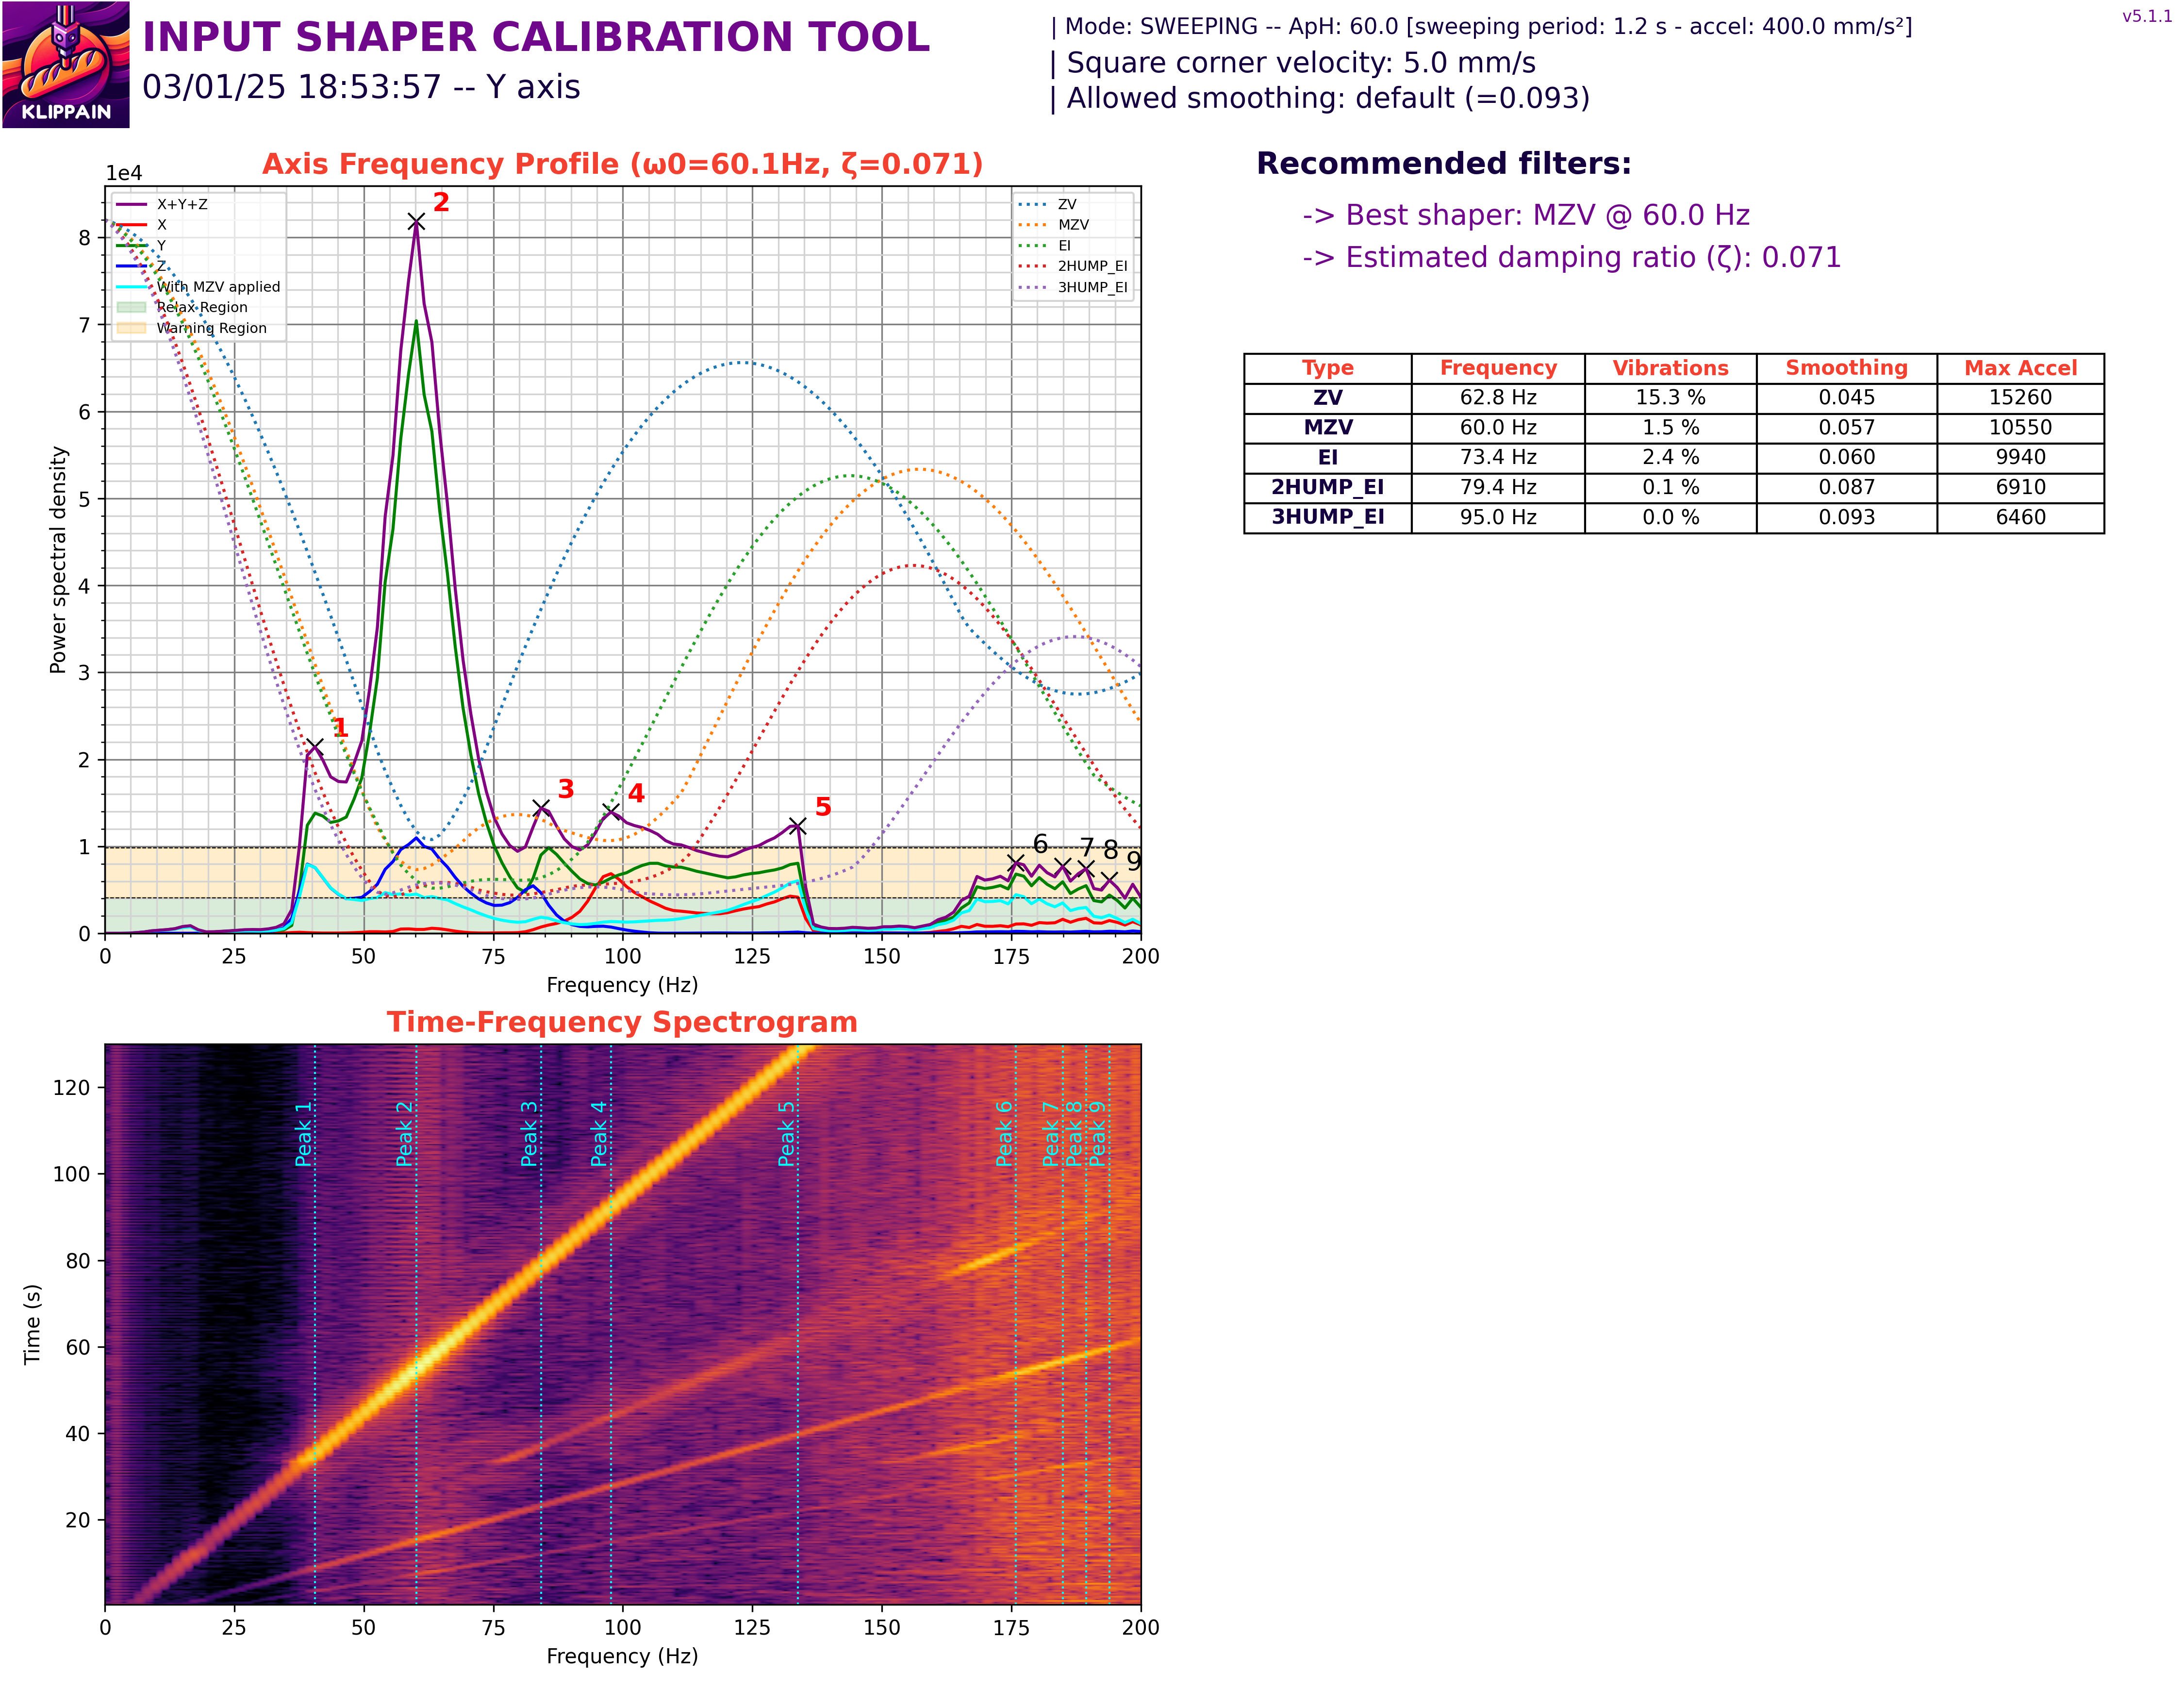 KLIPPAIN
INPUT SHAPER CALIBRATION TOOL
03/01/25 18:53:57 -- Y axis
| Mode: SWEEPING -- ApH: 60.0 [sweeping period: 1.2 s - accel: 400.0 mm/s²]
| Square corner velocity: 5.0 mm/s
| Allowed smoothing: default (=0.093)
v5.1.1
Axis Frequency Profile (ω0=60.1Hz, ζ=0.071)
1e4
X+Y+Z
X
Y
Z
With MZV applied
Relax Region
Warning Region
ZV
MZV
EI
2HUMP_EI
3HUMP_EI
1
2
3
4
5
6
7
8
9
8
7
6
5
4
3
2
1
0
Power spectral density
0 25 50 75 100 125 150 175 200
Frequency (Hz)
Recommended filters:
-> Best shaper: MZV @ 60.0 Hz
-> Estimated damping ratio (ζ): 0.071
Type Frequency Vibrations Smoothing Max Accel
ZV 62.8 Hz 15.3 % 0.045 15260
MZV 60.0 Hz 1.5 % 0.057 10550
EI 73.4 Hz 2.4 % 0.060 9940
2HUMP_EI 79.4 Hz 0.1 % 0.087 6910
3HUMP_EI 95.0 Hz 0.0 % 0.093 6460
Time-Frequency Spectrogram
Peak 1
Peak 2
Peak 3
Peak 4
Peak 5
Peak 6
Peak 7
Peak 8
Peak 9
120
100
80
60
40
20
Time (s)
0 25 50 75 100 125 150 175 200
Frequency (Hz)